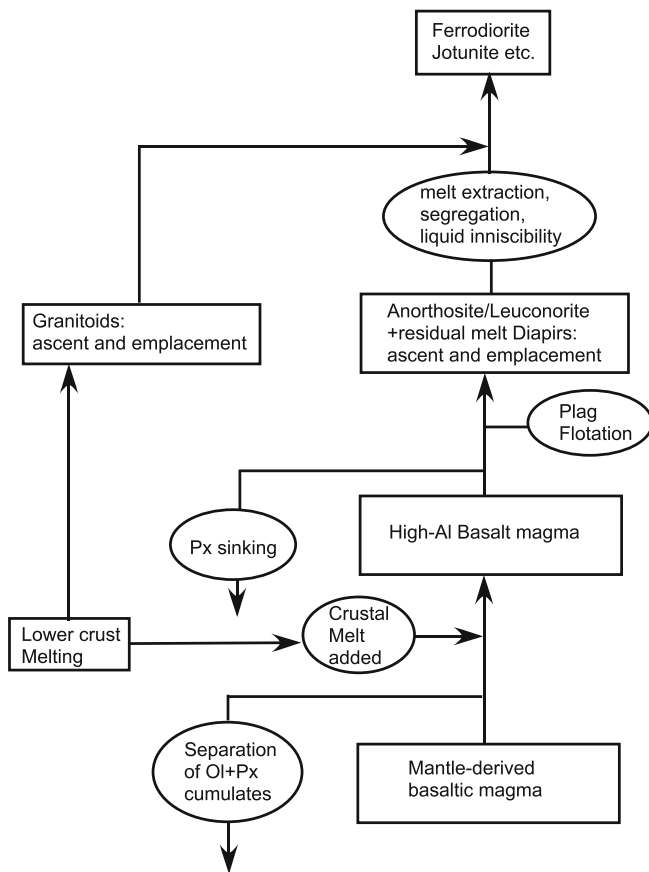 Ferrodiorite
Jotunite etc.
melt extraction,
segregation,
liquid inniscibility
Granitoids:
ascent and emplacement
Anorthosite/Leuconorite
+residual melt Diapirs:
ascent and emplacement
Plag
Flotation
Px sinking
High-Al Basalt magma
Lower crust
Melting
Crustal
Melt
added
Separation
of Ol+Px
cumulates
Mantle-derived
basaltic magma